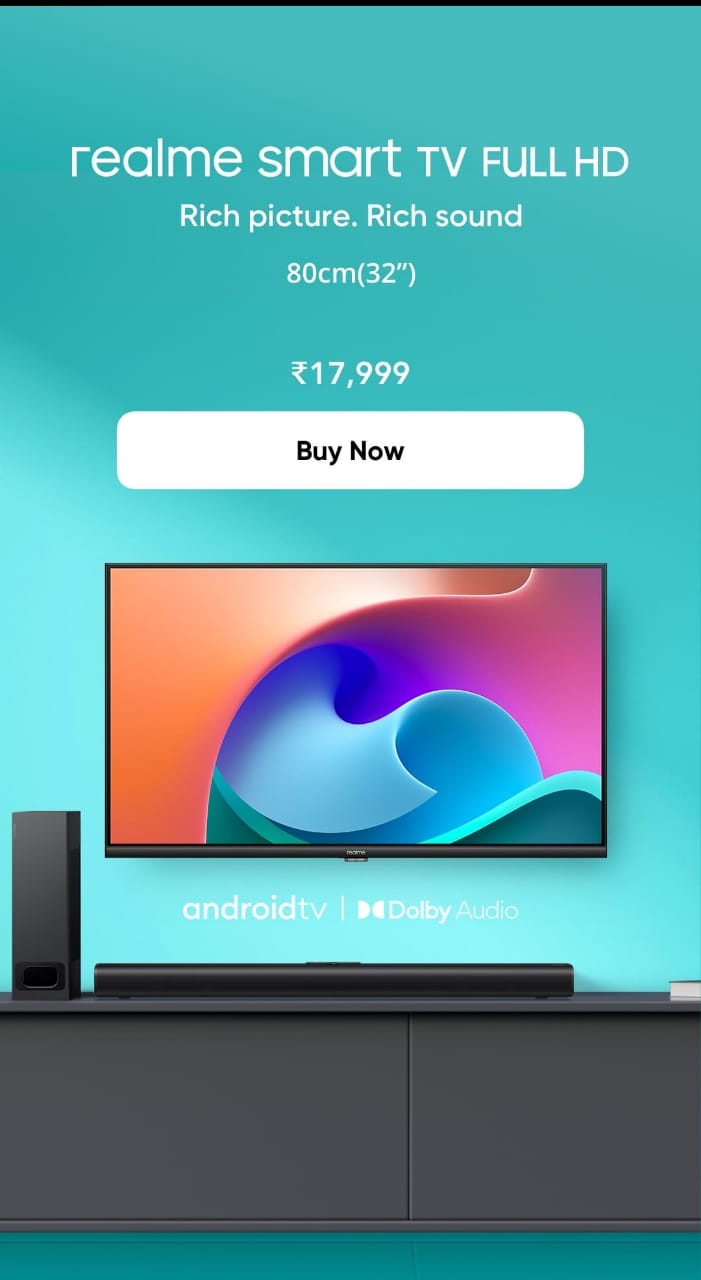 realme smart TV FULL HD
Rich picture. Rich sound
80cm(32”)
₹17,999
Buy Now
realme
androidtv | Dolby Audio